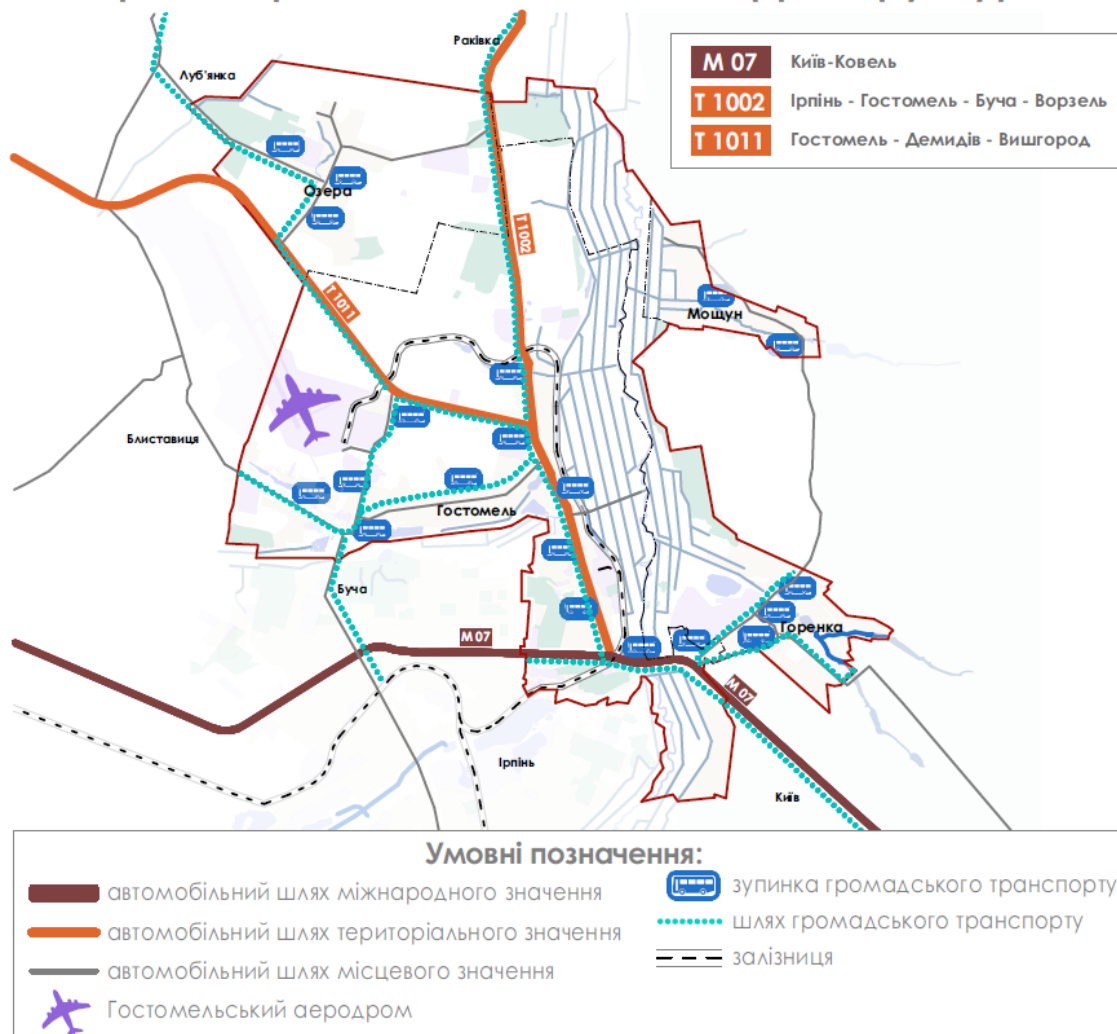 Раківка
Луб'янка
М 07 Київ-Ковель
Т 1002 Ірпінь - Гостомель - Буча - Ворзель
Т 1011 Гостомель - Демидів - Вишгород
Озера
Т 1002
Т 1011
Мощун
Блиставиця
Гостомель
Буча
Горенка
М 07
М 07
Ірпінь
Київ
Умовні позначення:
автомобільний шлях міжнародного значення
зупинка громадського транспорту
автомобільний шлях територіального значення
шлях громадського транспорту
автомобільний шлях місцевого значення
залізниця
Гостомельський аеродром